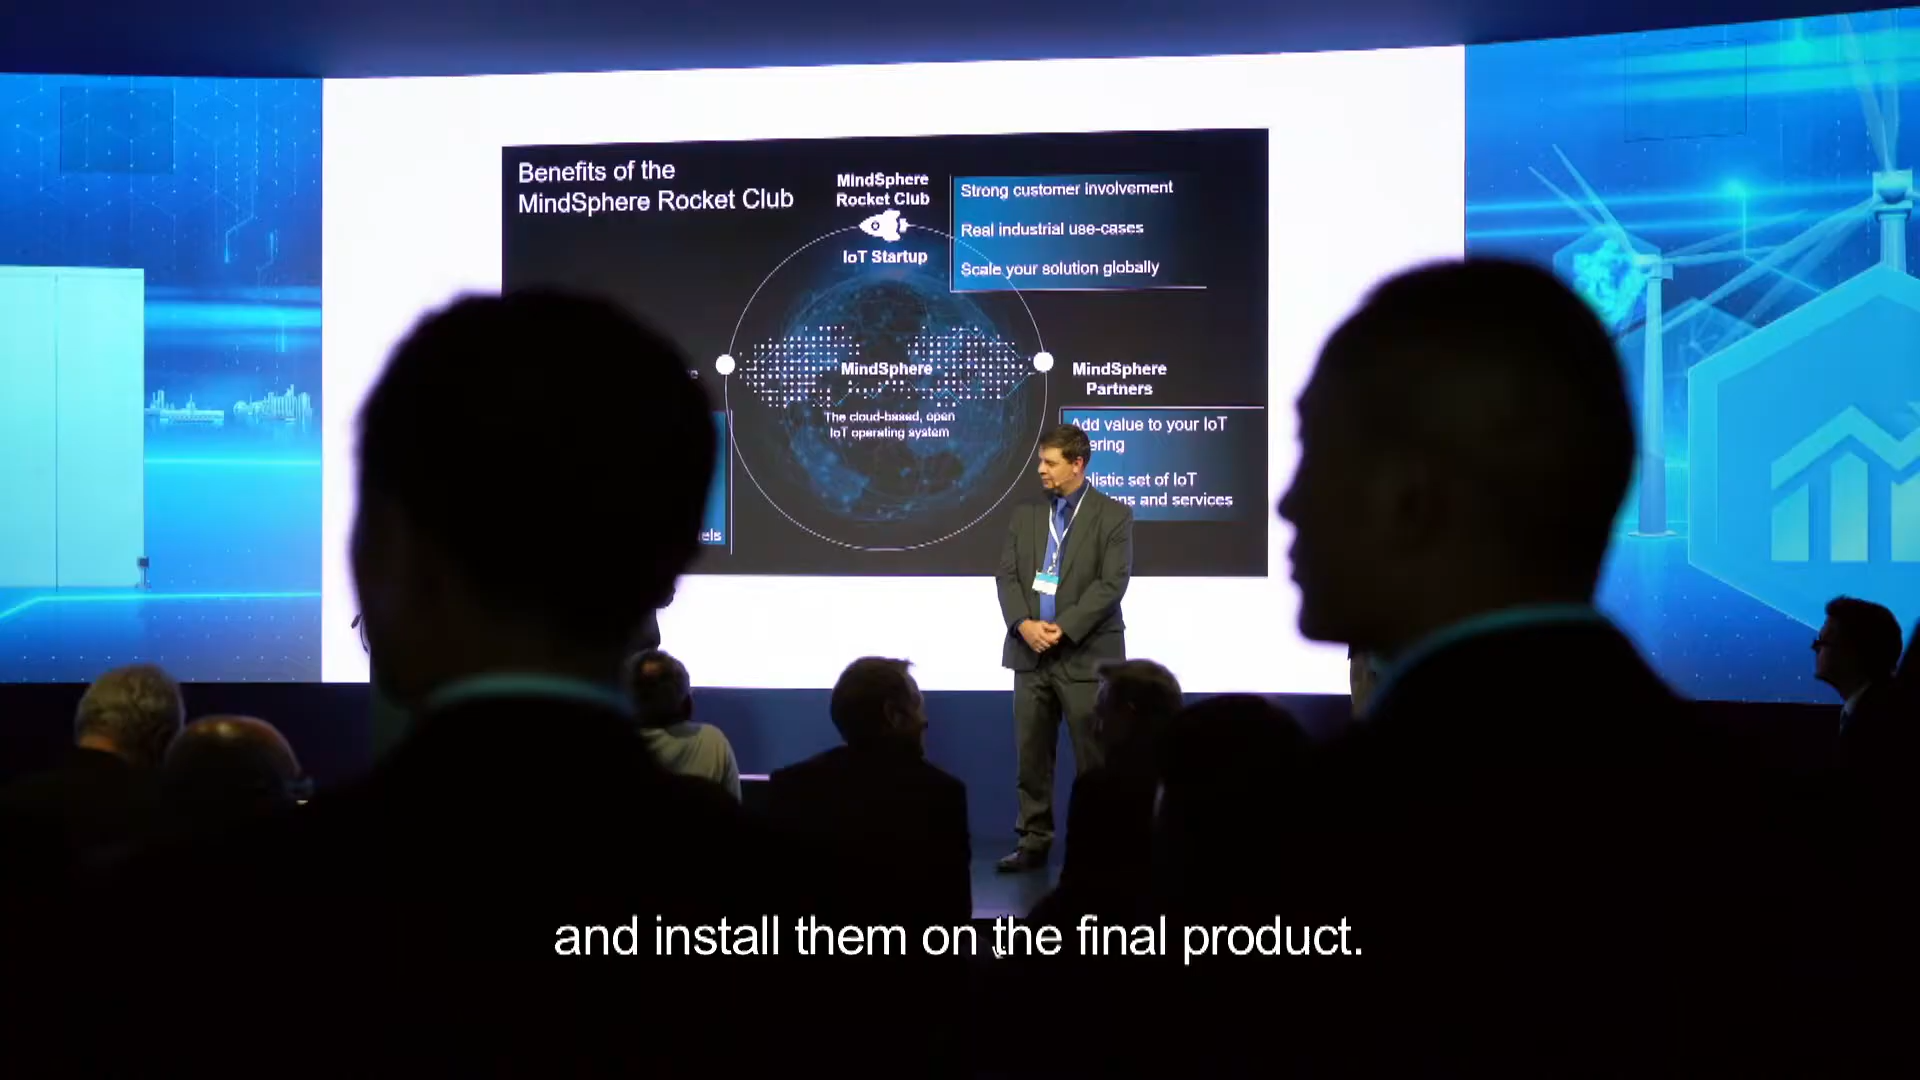 Benefits of the
MindSphere Rocket Club
MindSphere
Rocket Club
IoT Startup
Strong customer involvement
Real industrial use-cases
Scale your solution globally
MindSphere
The cloud-based, open
IoT operating system
MindSphere
Partners
Add value to your IoT
set of IoT
and services
and install them on the final product.